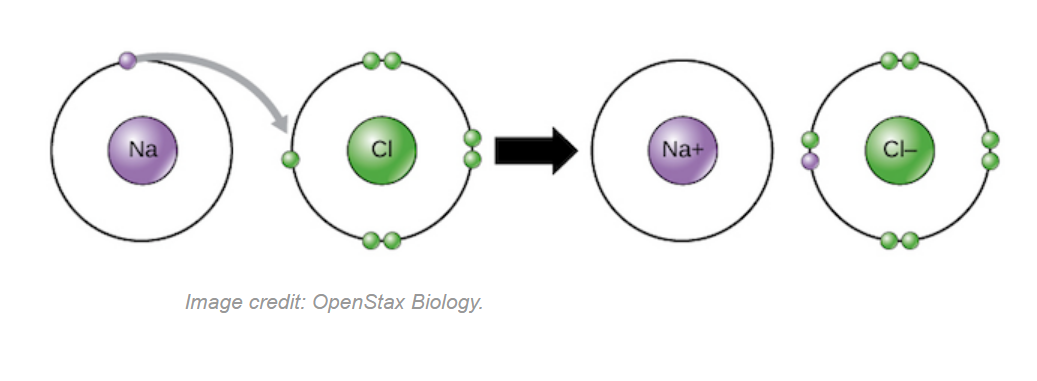 Na
Cl
Na+
Cl–
Image credit: OpenStax Biology.